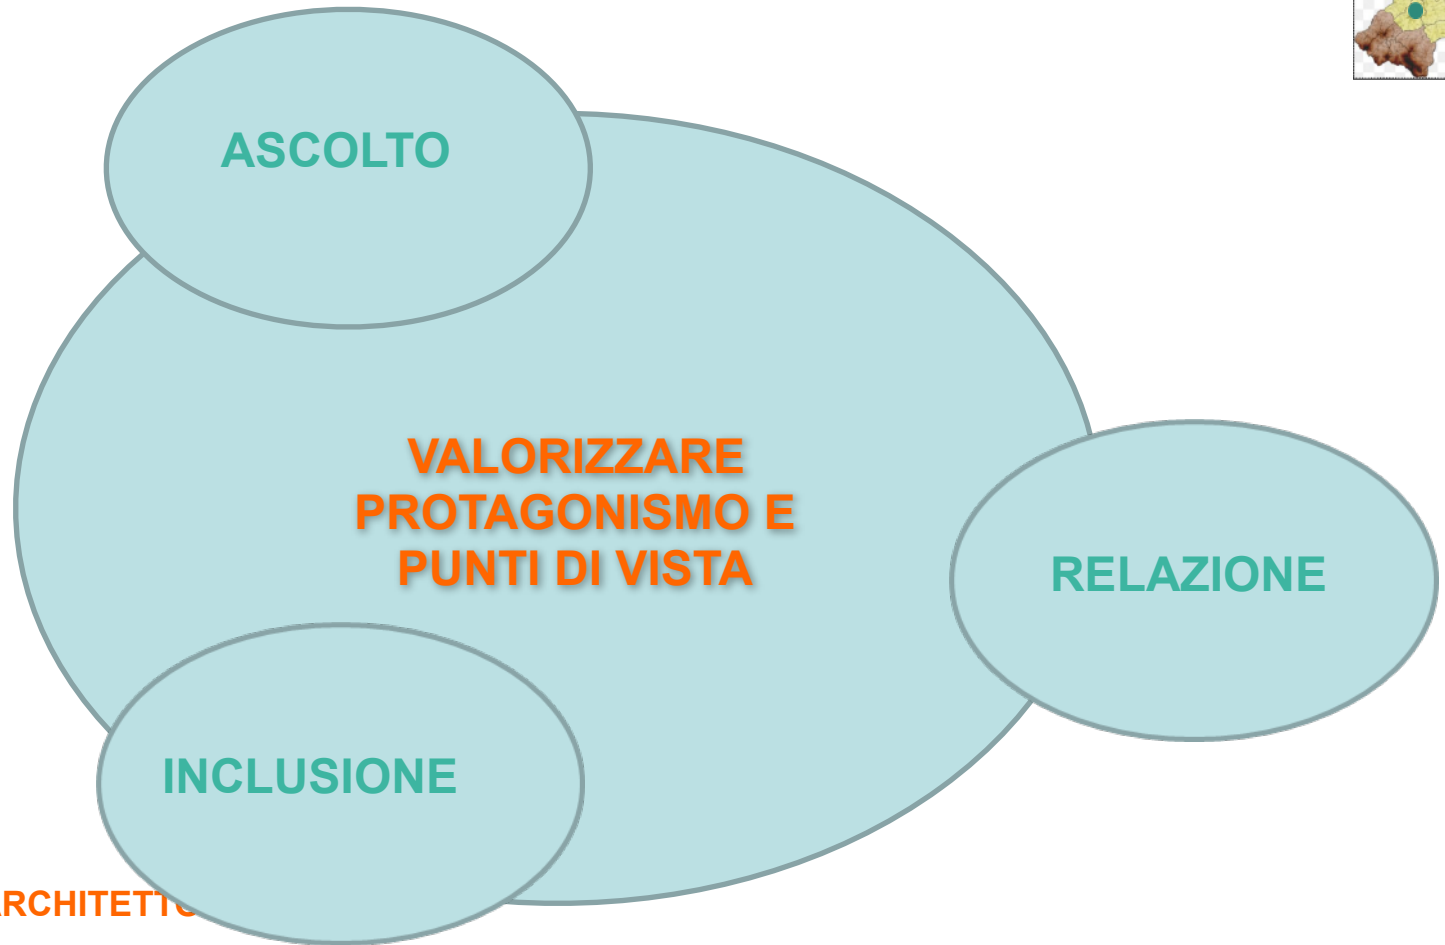 ASCOLTO
VALORIZZARE
PROTAGONISMO E
PUNTI DI VISTA
RELAZIONE
INCLUSIONE